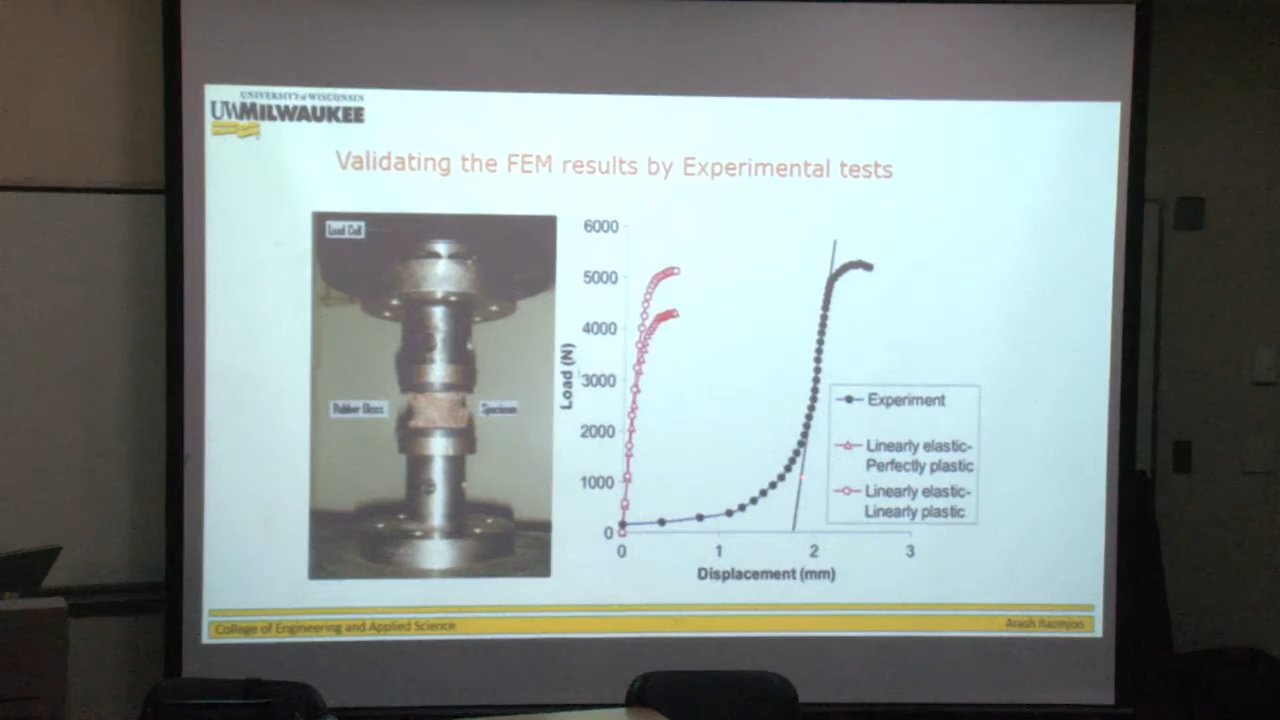 UNIVERSITY of WISCONSIN
UWMILWAUKEE
Validating the FEM results by Experimental tests
Load Cell
Rubber Discs
Specimen
6000
5000
4000
3000
2000
1000
0
Load (N)
0 1 2 3
Displacement (mm)
Experiment
Linearly elastic-
Perfectly plastic
Linearly elastic-
Linearly plastic
College of Engineering and Applied Science
Arash Razmjoo